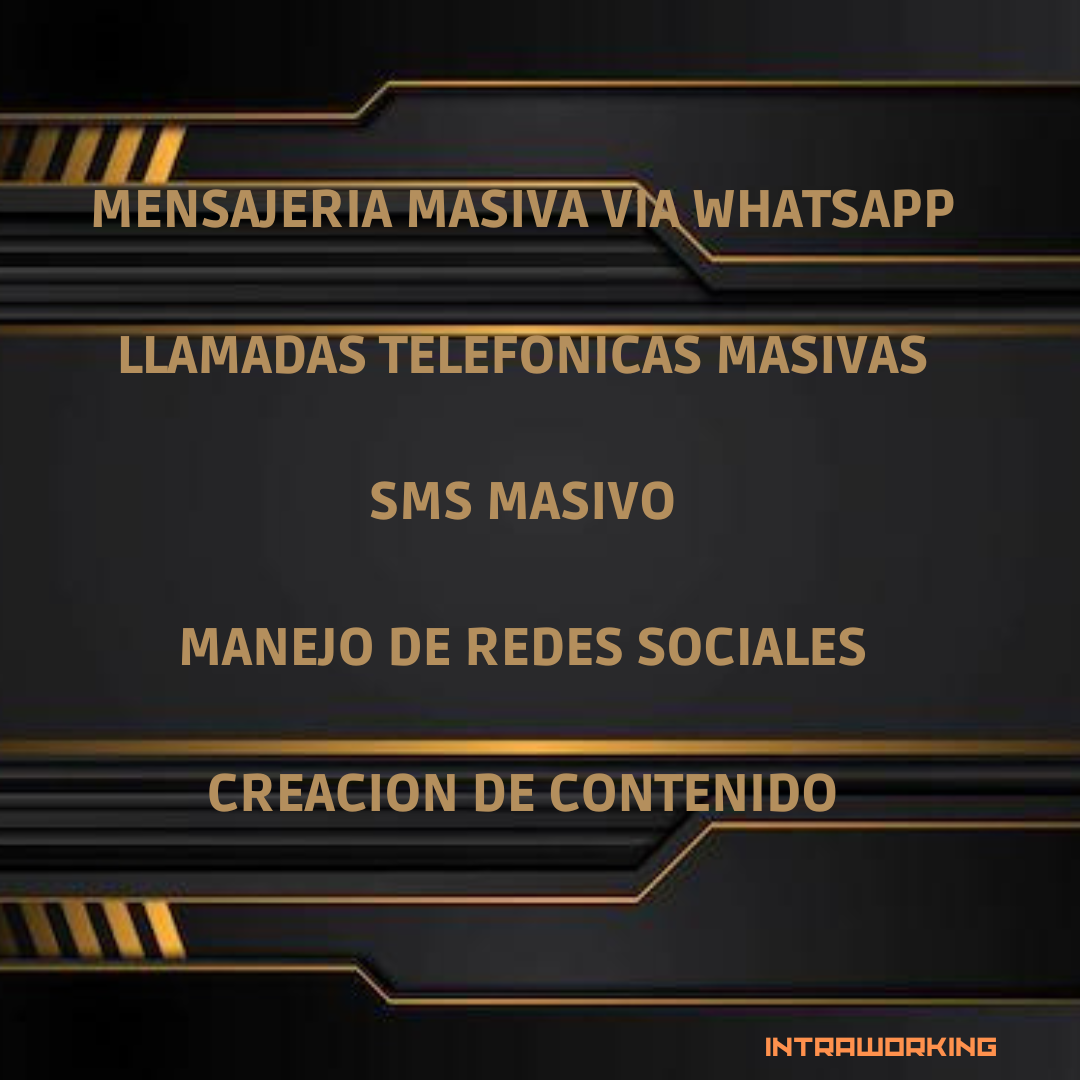 MENSAJERIA MASIVA VIA WHATSAPP
LLAMADAS TELEFONICAS MASIVAS
SMS MASIVO
MANEJO DE REDES SOCIALES
CREACION DE CONTENIDO
INTRAWORKING